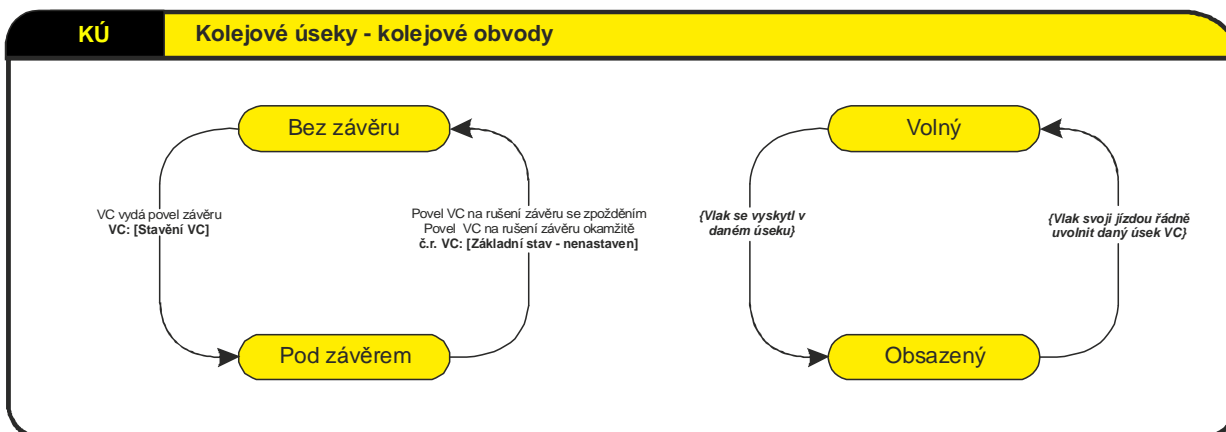 KÚ
Kolejové úseky - kolejové obvody
Bez závěru
VC vydá povel závěru
VC: [Stavění VC]
Povel VC na rušení závěru se zpožděním
Povel VC na rušení závěru okamžitě
č.r. VC: [Základní stav - nenastaven]
Pod závěrem
Volný
{Vlak se vyskytl v
daném úseku}
{Vlak svoji jízdou řádně
uvolnit daný úsek VC}
Obsazený